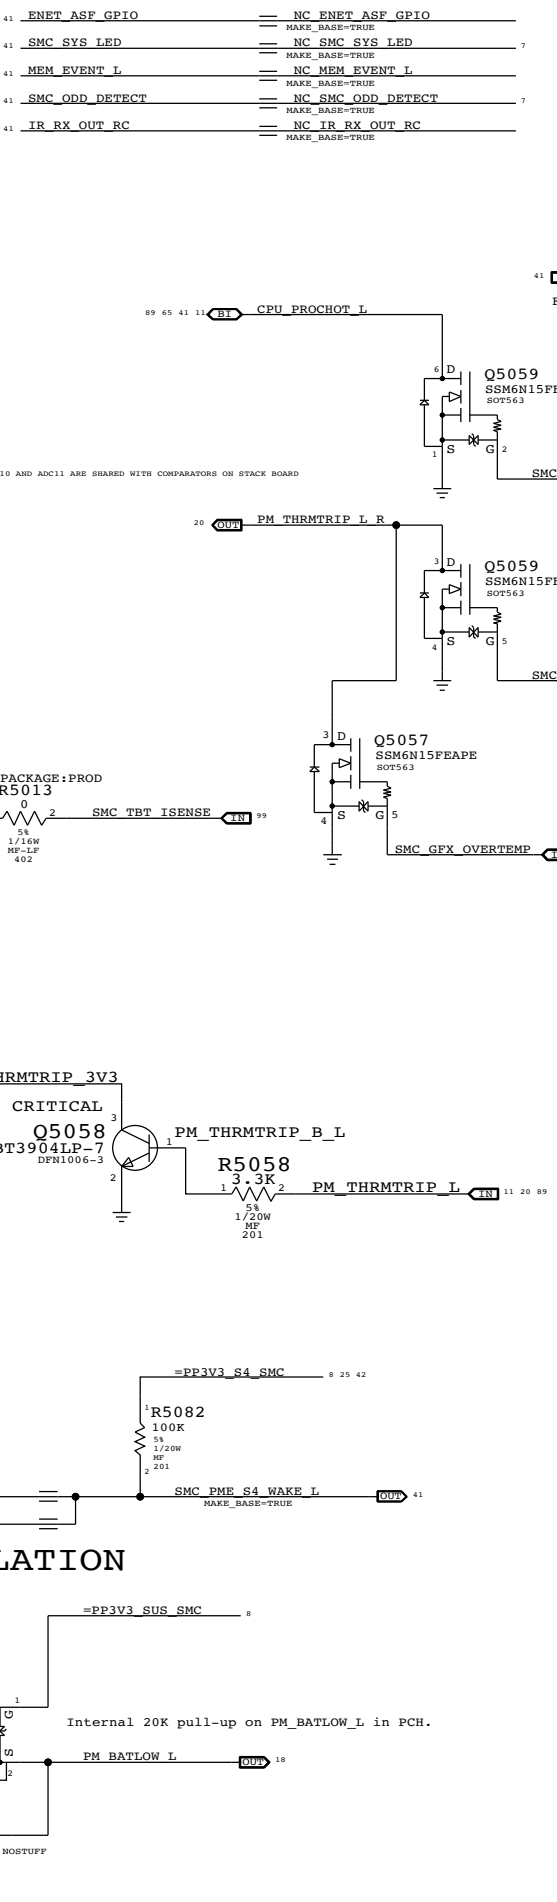 41 ENET_ASF_GPIO NC_ENET_ASF_GPIO
MAKE_BASE=TRUE
41 SMC_SYS_LED NC_SMC_SYS_LED 7
MAKE_BASE=TRUE
41 MEM_EVENT_L NC_MEM_EVENT_L
MAKE_BASE=TRUE
41 SMC_ODD_DETECT NC_SMC_ODD_DETECT 7
MAKE_BASE=TRUE
41 IR_RX_OUT_RC NC_IR_RX_OUT_RC
MAKE_BASE=TRUE
41
89 65 41 11 BI CPU_PROCHOT_L
6 D
Q5059
SSM6N15FE
SOT563
1 S G 2
SMC
10 AND ADC11 ARE SHARED WITH COMPARATORS ON STACK BOARD
20 OUT PM_THRMTRIP_L_R
3 D
Q5059
SSM6N15FE
SOT563
4 S G 5
SMC
3 D
Q5057
SSM6N15FEAPE
SOT563
4 S G 5
SMC_GFX_OVERTEMP
PACKAGE:PROD
R5013
0
2 SMC_TBT_ISENSE IN 99
5%
1/16W
MF-LF
402
HRMTRIP_3V3
CRITICAL 3
Q5058
BT3904LP-7
DFN1006-3
2
1 PM_THRMTRIP_B_L
R5058
3.3K
1 2 PM_THRMTRIP_L IN 11 20 89
5%
1/20W
MF
201
=PP3V3_S4_SMC 8 25 42
1 R5082
100K
5%
1/20W
MF
201
2
SMC_PME_S4_WAKE_L OUT 41
MAKE_BASE=TRUE
LATION
=PP3V3_SUS_SMC 8
1
G
Internal 20K pull-up on PM_BATLOW_L in PCH.
S
2
PM_BATLOW_L OUT 18
NOSTUFF